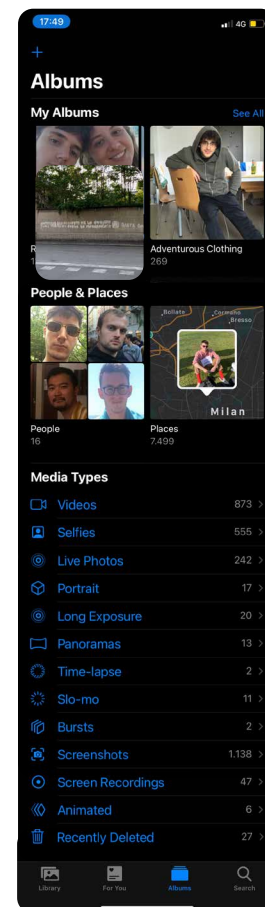 17:49
4G
+
Albums
My Albums
See All
R
1
Adventurous Clothing
269
People & Places
Bollate
Cormano
Bresso
Milan
People
16
Places
7.499
Media Types
Videos 873
Selfies 555
Live Photos 242
Portrait 17
Long Exposure 20
Panoramas 13
Time-lapse 2
Slo-mo 11
Bursts 2
Screenshots 1.138
Screen Recordings 47
Animated 6
Recently Deleted 27
Library
For You
Albums
Search